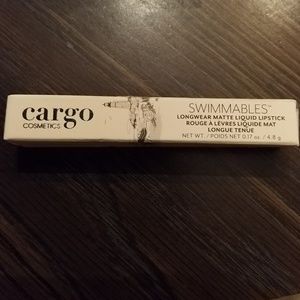 cargo
COSMETICS
SWIMMABLES™
LONGWEAR MATTE LIQUID LIPSTICK
ROUGE À LÈVRES LIQUIDE MAT
LONGUE TENUE
NET WT. / POIDS NET 0.17 oz. / 4.8 g